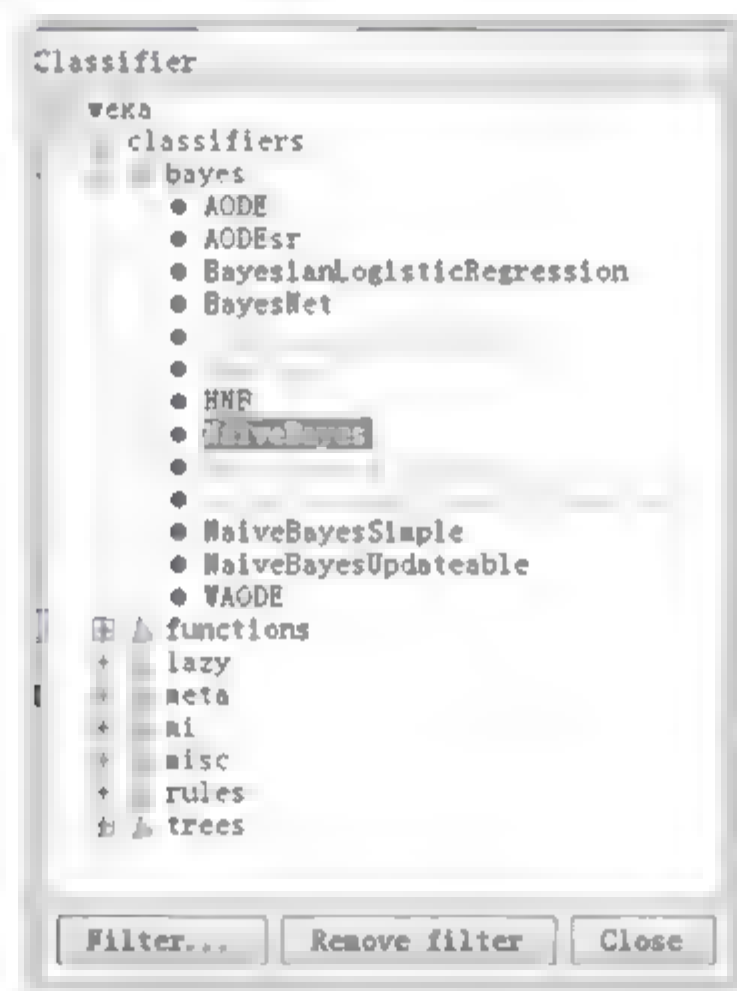 Classifier
weka
classifiers
bayes
AODE
AODEsr
BayesianLogisticRegression
BayesNet
HNB
NaiveBayes
NaiveBayesSimple
NaiveBayesUpdateable
WAODE
functions
lazy
meta
mi
misc
rules
trees
Filter... Remove filter Close